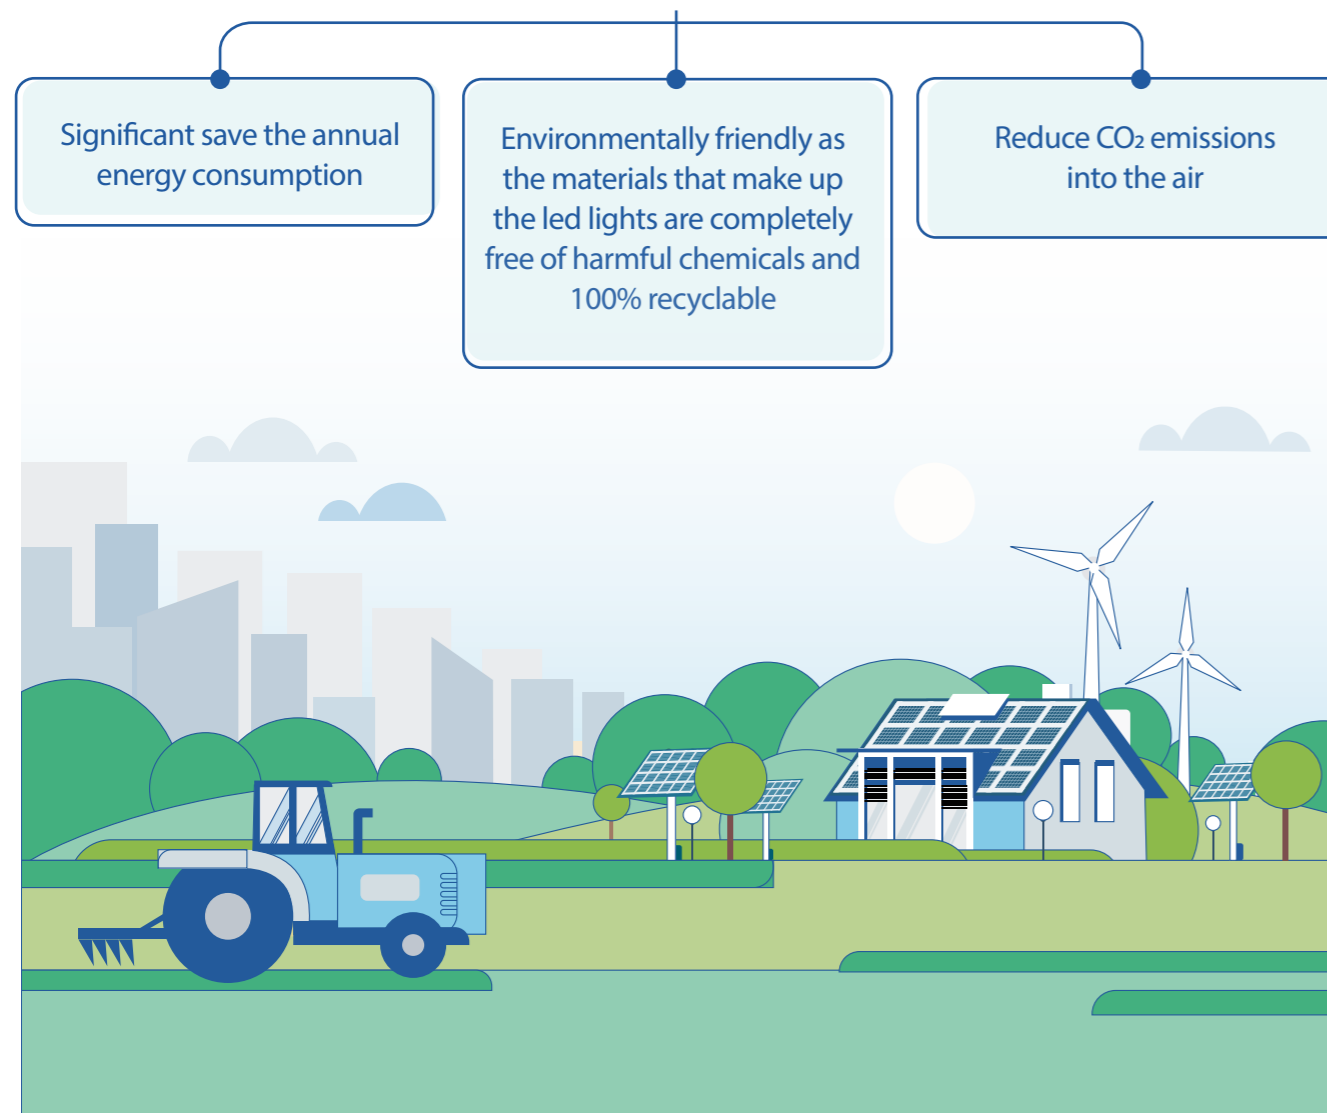 Significant save the annual
energy consumption
Environmentally friendly as
the materials that make up
the led lights are completely
free of harmful chemicals and
100% recyclable
Reduce CO₂ emissions
into the air